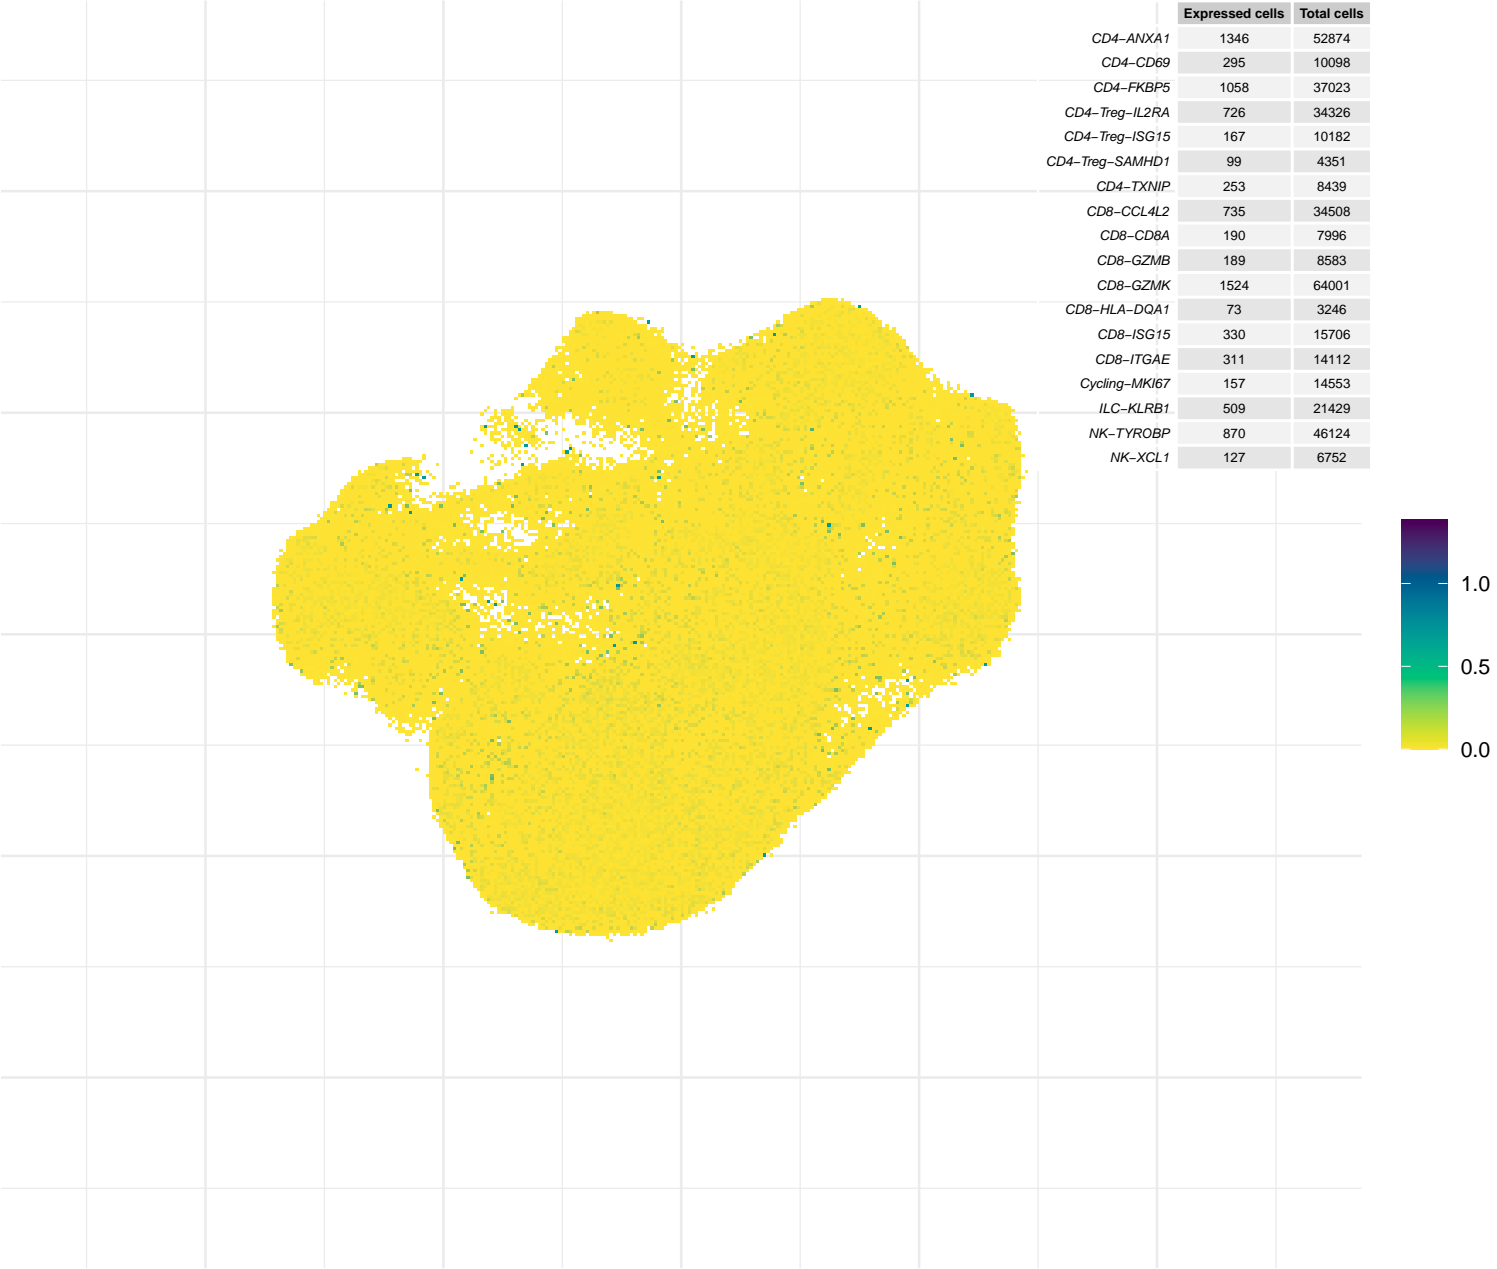 Expressed cells Total cells
CD4−ANXA1 1346 52874
CD4−CD69 295 10098
CD4−FKBP5 1058 37023
CD4−Treg−IL2RA 726 34326
CD4−Treg−ISG15 167 10182
CD4−Treg−SAMHD1 99 4351
CD4−TXNIP 253 8439
CD8−CCL4L2 735 34508
CD8−CD8A 190 7996
CD8−GZMB 189 8583
CD8−GZMK 1524 64001
CD8−HLA−DQA1 73 3246
CD8−ISG15 330 15706
CD8−ITGAE 311 14112
Cycling−MKI67 157 14553
ILC−KLRB1 509 21429
NK−TYROBP 870 46124
NK−XCL1 127 6752
1.0
0.5
0.0